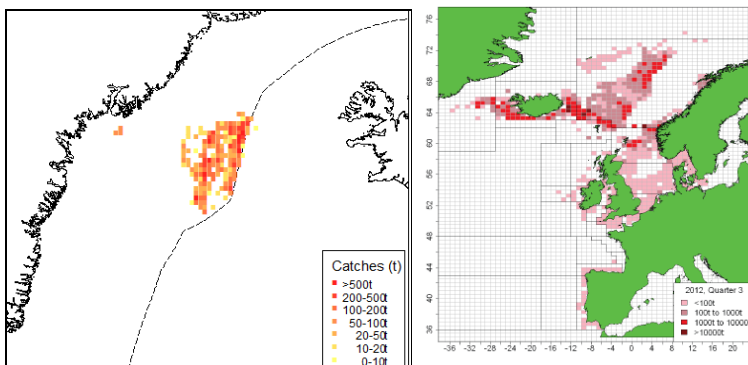 Catches (t)
>500t
200-500t
100-200t
50-100t
20-50t
10-20t
0-10t
76
72
68
64
60
56
52
48
44
40
36
2012, Quarter 3
<100t
100t to 1000t
1000t to 10000t
>10000t
-36 -32 -28 -24 -20 -16 -12 -8 -4 0 4 8 12 16 20